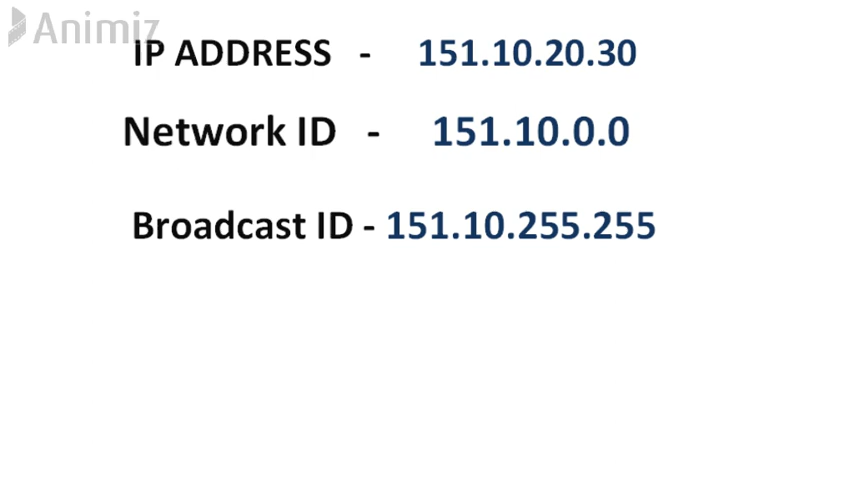 Animiz
IP ADDRESS - 151.10.20.30
Network ID - 151.10.0.0
Broadcast ID - 151.10.255.255